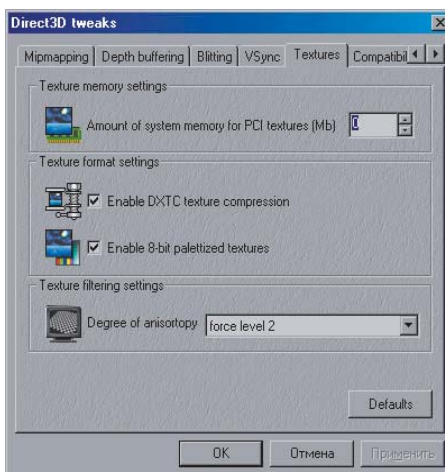 Direct3D tweaks
Mipmapping Depth buffering Blitting VSync Textures Compatibil
Texture memory settings
Amount of system memory for PCI textures (Mb) 0
Texture format settings
Enable DXTC texture compression
Enable 8-bit palettized textures
Texture filtering settings
Degree of anisortopy force level 2
Defaults
OK Отмена Применить